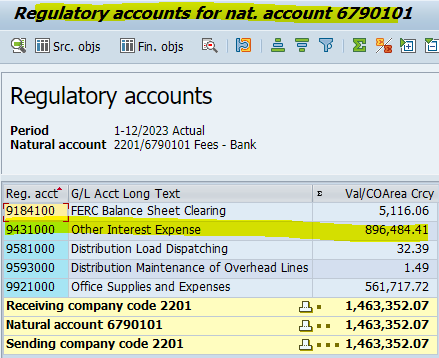 Regulatory accounts for nat. account 6790101
Src. objs Fin. objs
Regulatory accounts
Period 1-12/2023 Actual
Natural account 2201/6790101 Fees - Bank
Reg. acct G/L Acct Long Text Σ Val/COArea Crcy
9184100 FERC Balance Sheet Clearing 5,116.06
9431000 Other Interest Expense 896,484.41
9581000 Distribution Load Dispatching 32.39
9593000 Distribution Maintenance of Overhead Lines 1.49
9921000 Office Supplies and Expenses 561,717.72
Receiving company code 2201 1,463,352.07
Natural account 6790101 1,463,352.07
Sending company code 2201 1,463,352.07